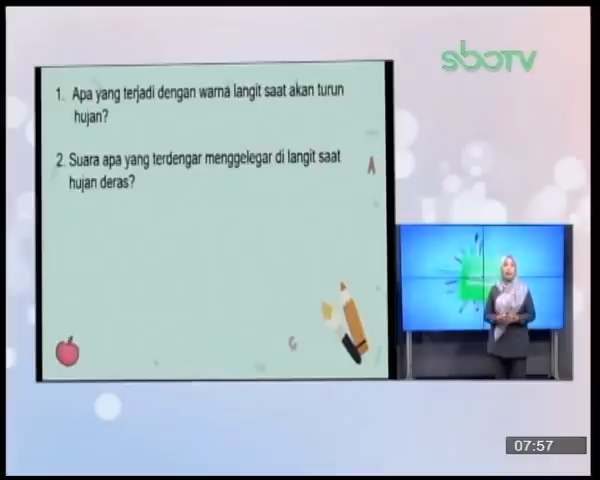 sbOTV
1. Apa yang terjadi dengan warna langit saat akan turun
hujan?
2. Suara apa yang terdengar menggelegar di langit saat
hujan deras?
A
G
07:57